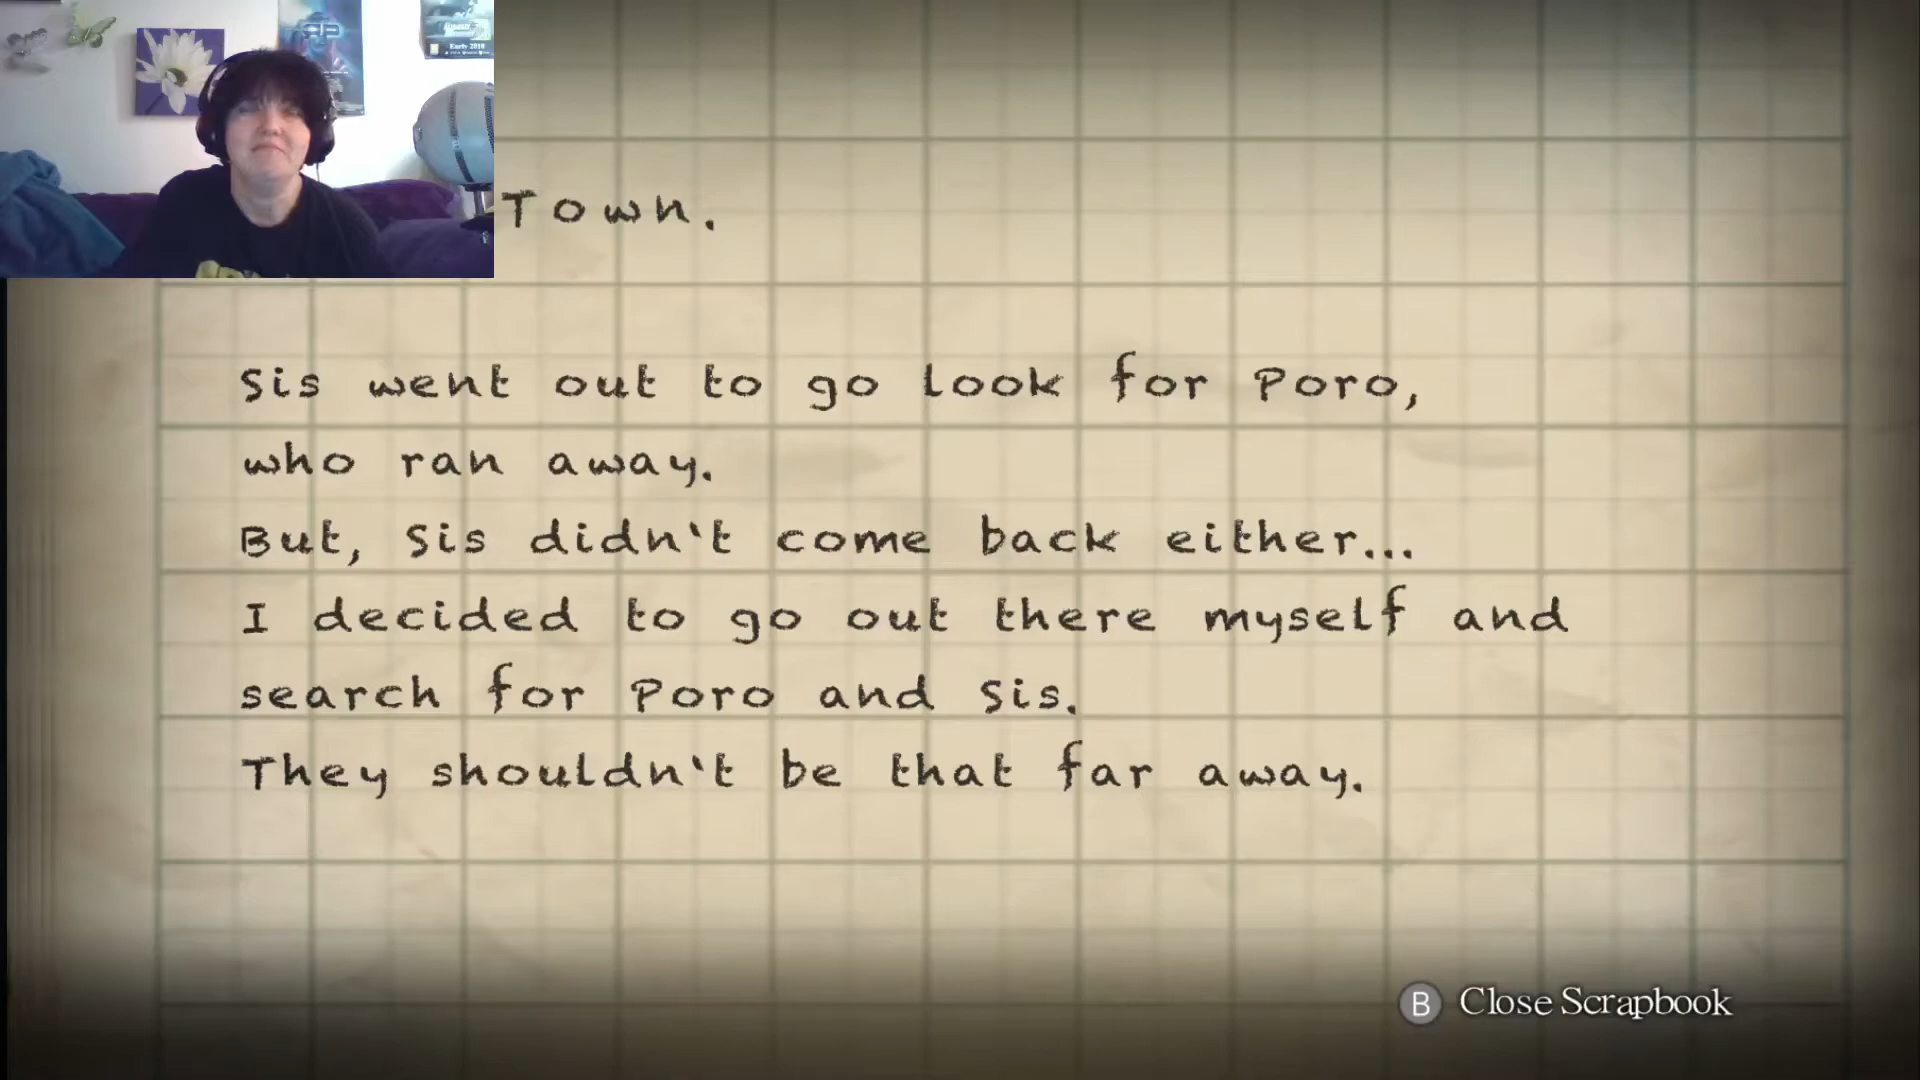 Early 2018
Town.
Sis went out to go look for Poro,
who ran away.
But, Sis didn't come back either...
I decided to go out there myself and
search for Poro and Sis.
They shouldn't be that far away.
B Close Scrapbook